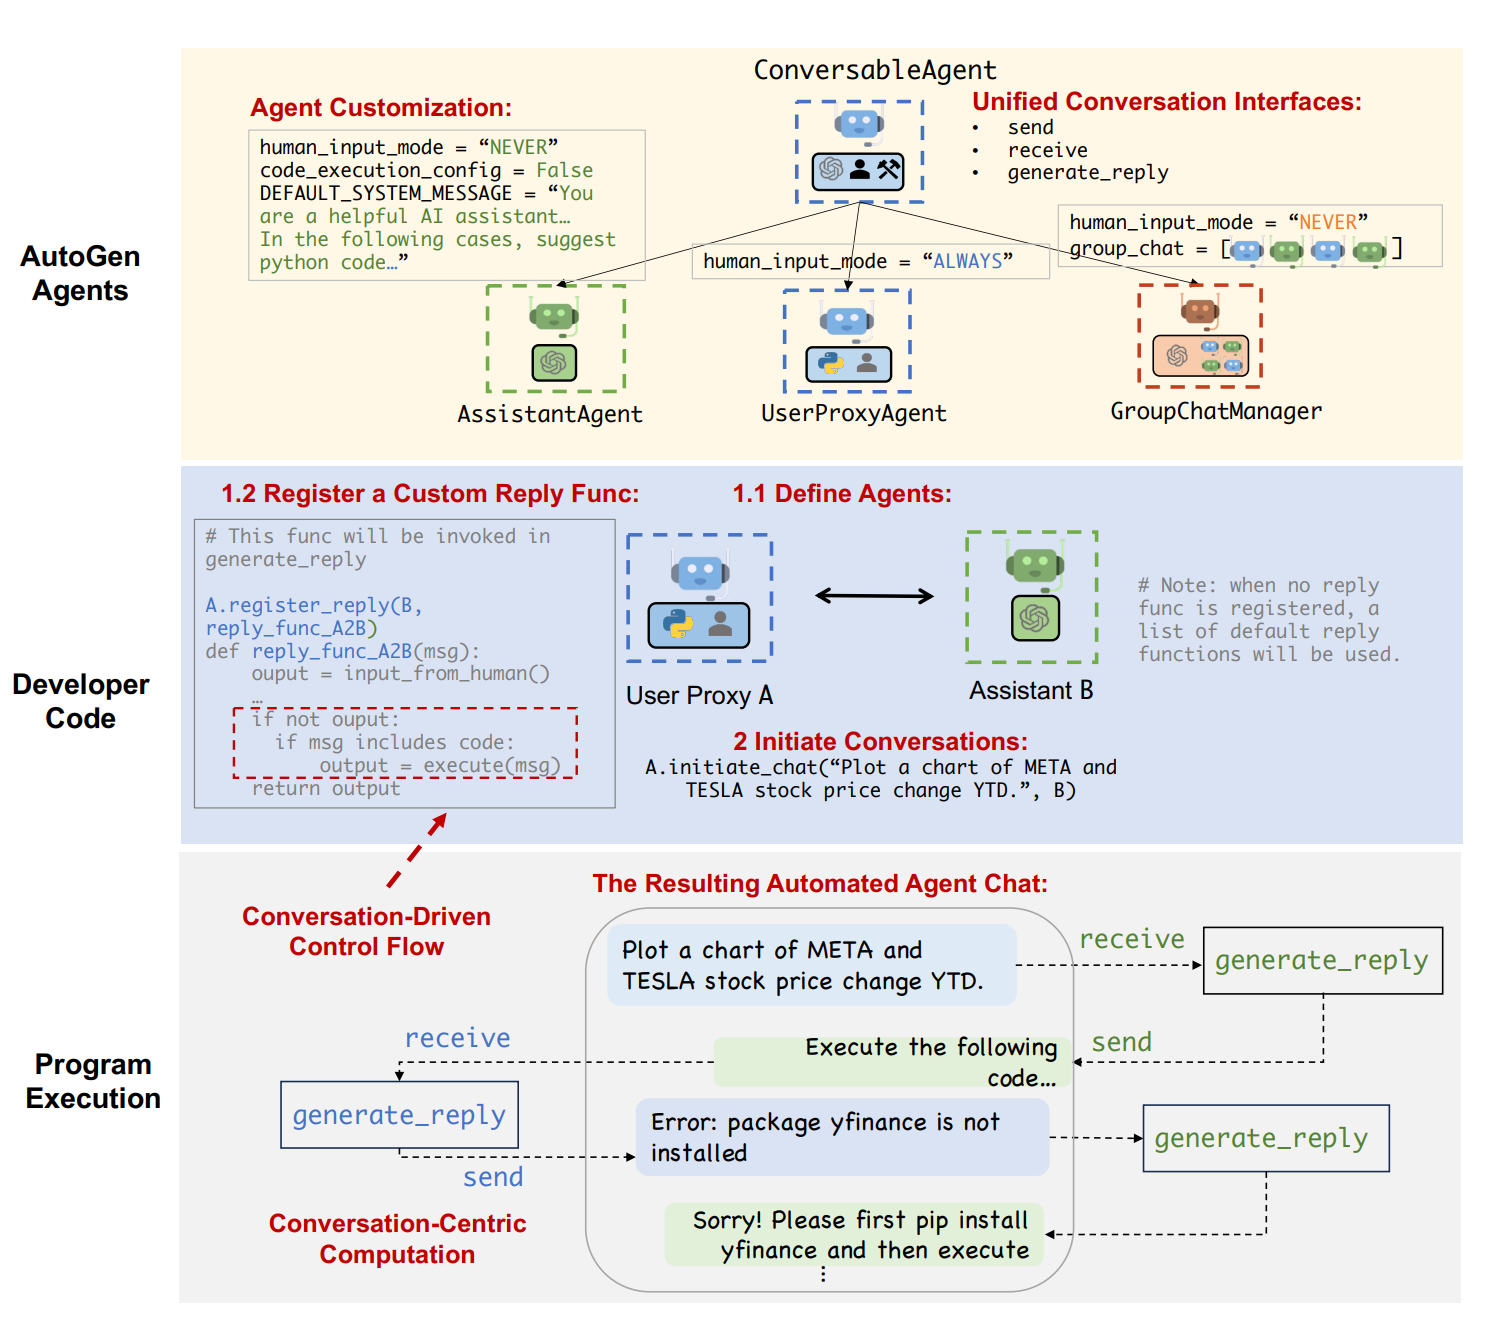 ConversableAgent
Agent Customization:
human_input_mode = “NEVER”
code_execution_config = False
DEFAULT_SYSTEM_MESSAGE = “You
are a helpful AI assistant…
In the following cases, suggest
python code…”
Unified Conversation Interfaces:
• send
• receive
• generate_reply
human_input_mode = “ALWAYS”
human_input_mode = “NEVER”
group_chat = [ ]
AutoGen
Agents
AssistantAgent
UserProxyAgent
GroupChatManager
1.2 Register a Custom Reply Func:
# This func will be invoked in
generate_reply
A.register_reply(B,
reply_func_A2B)
def reply_func_A2B(msg):
ouput = input_from_human()
…
if not ouput:
if msg includes code:
output = execute(msg)
return output
1.1 Define Agents:
User Proxy A
Assistant B
# Note: when no reply
func is registered, a
list of default reply
functions will be used.
Developer
Code
2 Initiate Conversations:
A.initiate_chat(“Plot a chart of META and
TESLA stock price change YTD.”, B)
Conversation-Driven
Control Flow
The Resulting Automated Agent Chat:
Plot a chart of META and
TESLA stock price change YTD.
receive
generate_reply
send
Execute the following
code…
receive
generate_reply
send
Error: package yfinance is not
installed
generate_reply
Sorry! Please first pip install
yfinance and then execute
⋮
Program
Execution
Conversation-Centric
Computation